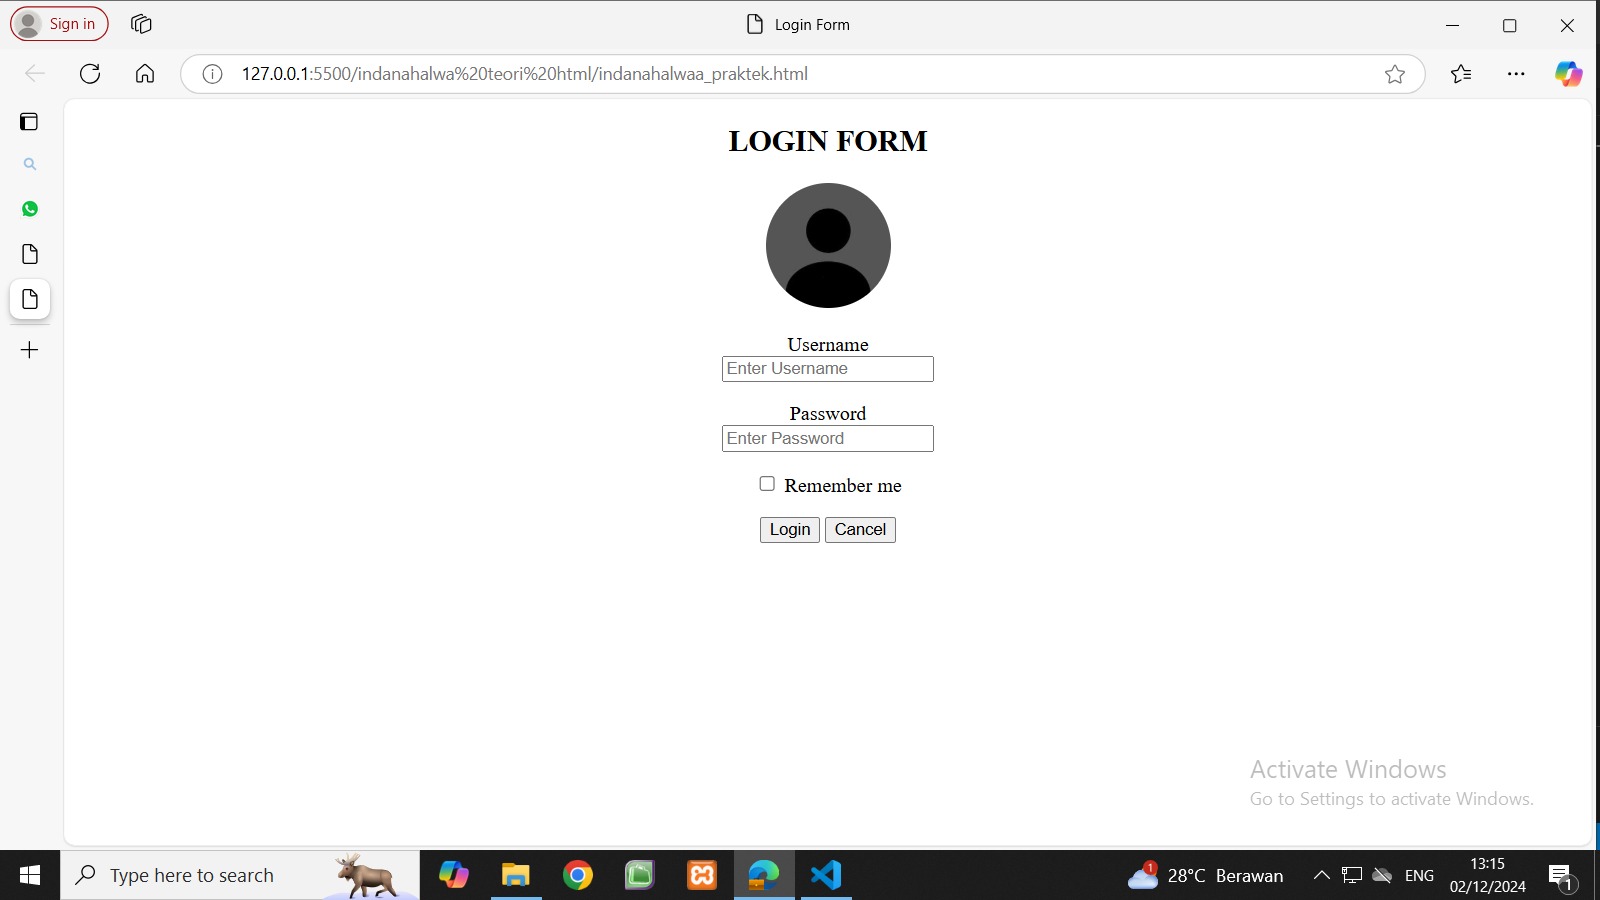 Sign in
Login Form
127.0.0.1:5500/indanahalwa%20teori%20html/indanahalwaa_praktek.html
LOGIN FORM
Username
Enter Username
Password
Enter Password
Remember me
Login Cancel
Activate Windows
Go to Settings to activate Windows.
Type here to search
1
28°C Berawan
ENG
13:15
02/12/2024
1